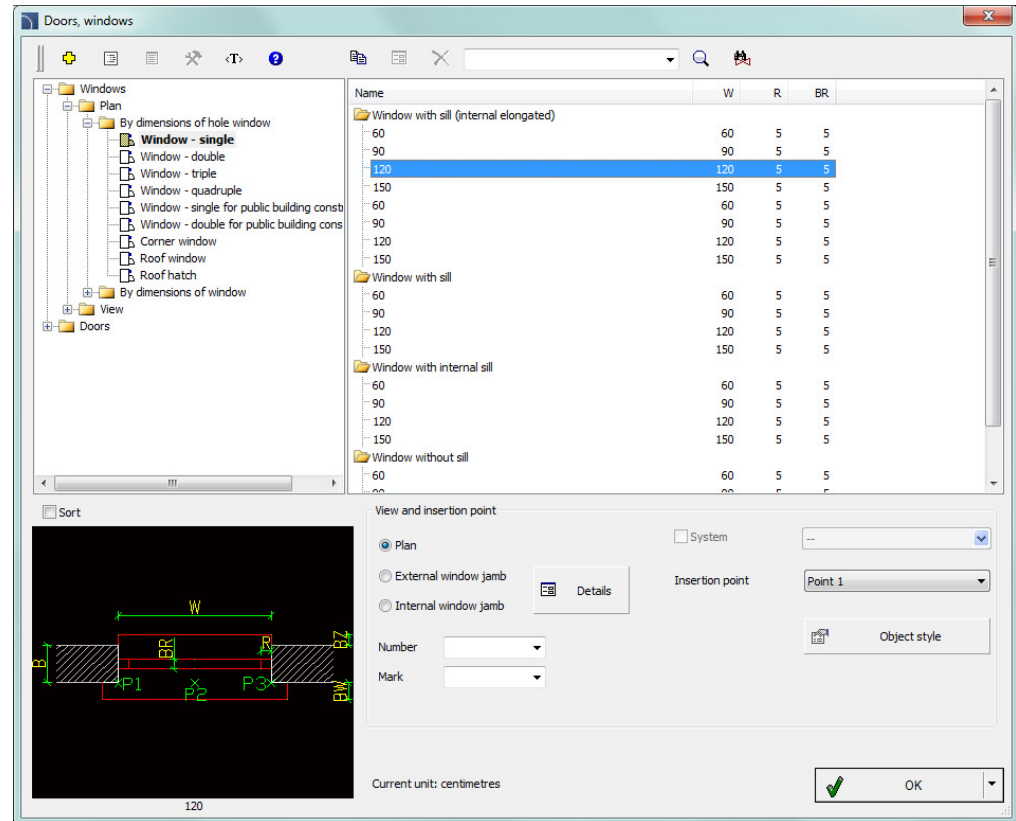 Doors, windows
<T>
Windows
Plan
By dimensions of hole window
Window - single
Window - double
Window - triple
Window - quadruple
Window - single for public building consti
Window - double for public building cons
Corner window
Roof window
Roof hatch
By dimensions of window
View
Doors
Name W R BR
Window with sill (internal elongated)
60 60 5 5
90 90 5 5
120 120 5 5
150 150 5 5
60 60 5 5
90 90 5 5
120 120 5 5
150 150 5 5
Window with sill
60 60 5 5
90 90 5 5
120 120 5 5
150 150 5 5
Window with internal sill
60 60 5 5
90 90 5 5
120 120 5 5
150 150 5 5
Window without sill
60 60 5 5
Sort
W
BR
R
BZ
B
P1
P2
P3
BW
120
View and insertion point
Plan
External window jamb
Internal window jamb
Details
Number
Mark
System
--
Insertion point
Point 1
Object style
Current unit: centimetres
OK